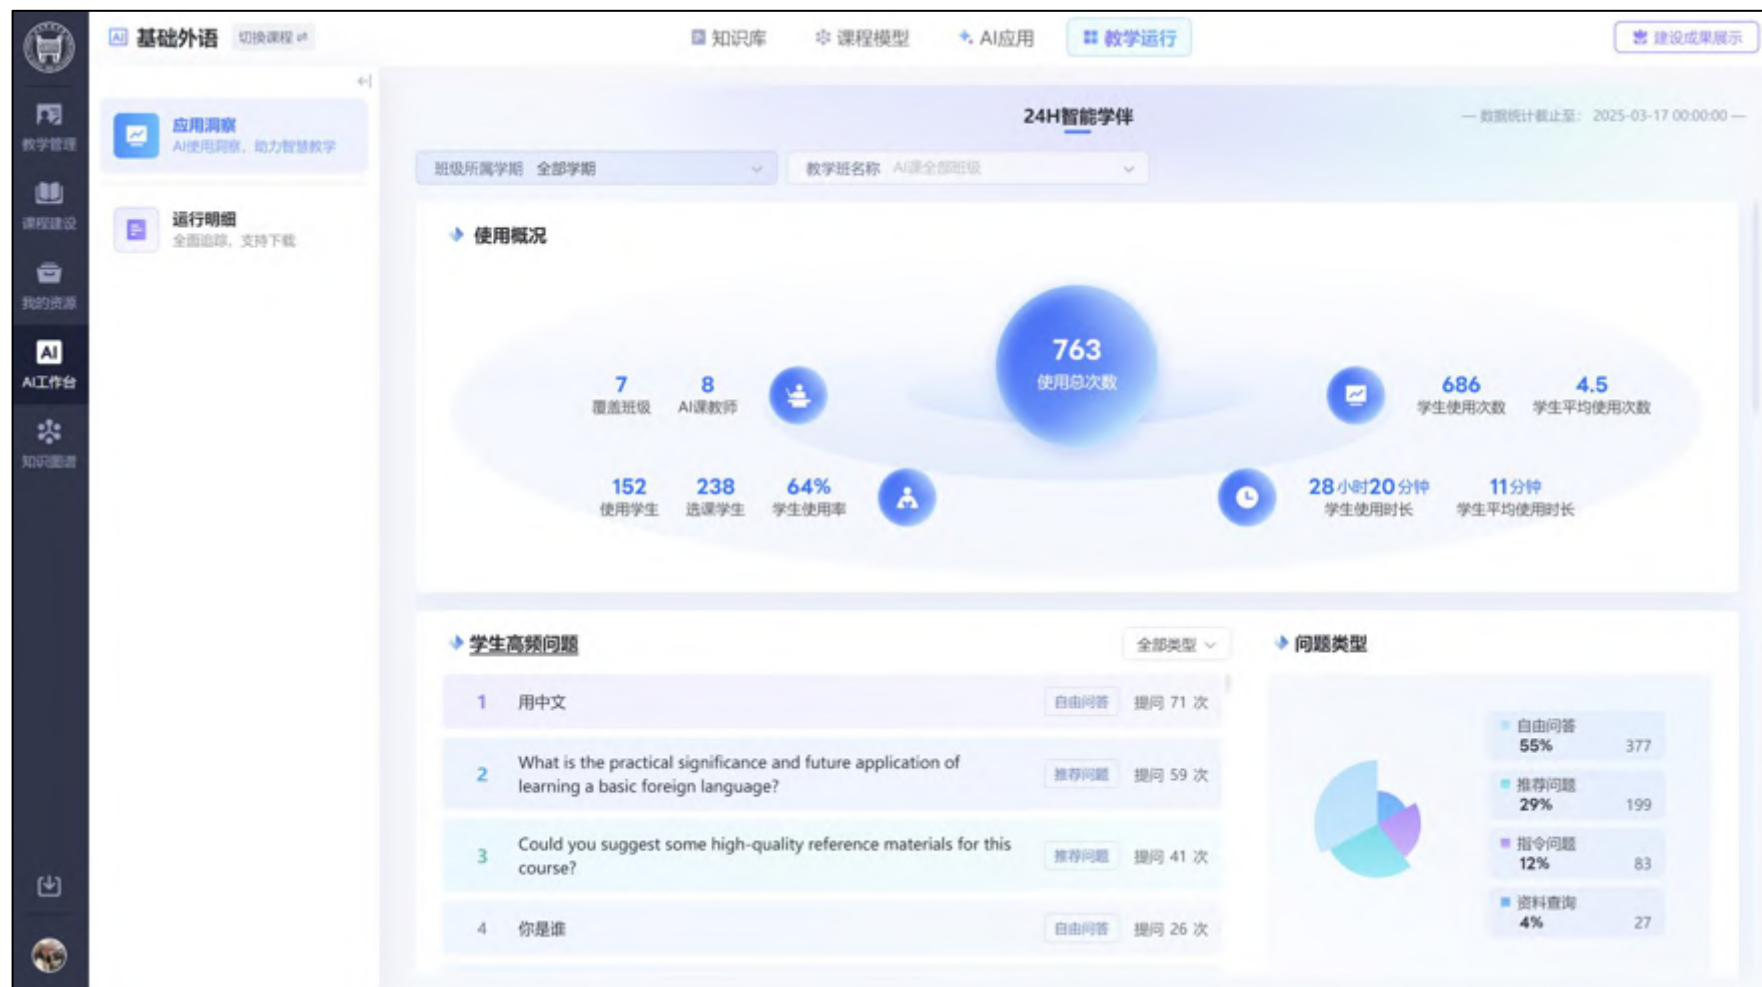 AI 基础外语 切换课程
知识库 课程模型 AI应用 教学运行
建设成果展示
教学管理
课程建设
我的资源
AI
AI工作台
知识图谱
应用洞察
AI使用洞察，助力智慧教学
运行明细
全面追踪，支持下载
24H智能学伴
— 数据统计截止至： 2025-03-17 00:00:00 —
班级所属学期 全部学期
教学班名称 AI课全部班级
使用概况
763
使用总次数
7 8
覆盖班级 AI课教师
686 4.5
学生使用次数 学生平均使用次数
152 238 64%
使用学生 选课学生 学生使用率
28小时20分钟 11分钟
学生使用时长 学生平均使用时长
学生高频问题 全部类型
1 用中文 自由问答 提问 71 次
2 What is the practical significance and future application of
learning a basic foreign language? 推荐问题 提问 59 次
3 Could you suggest some high-quality reference materials for this
course? 推荐问题 提问 41 次
4 你是谁 自由问答 提问 26 次
问题类型
自由问答
55% 377
推荐问题
29% 199
指令问题
12% 83
资料查询
4% 27